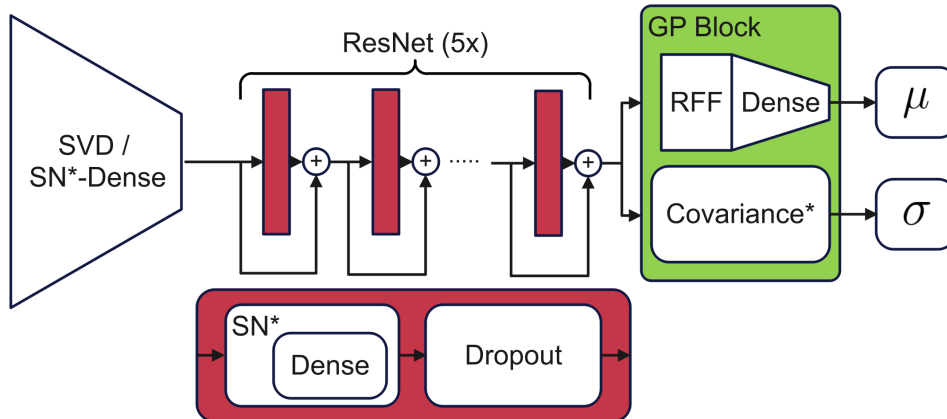 SVD /
SN*-Dense
ResNet (5x)
+
+
.....
+
GP Block
RFF
Dense
μ
Covariance*
σ
SN*
Dense
Dropout